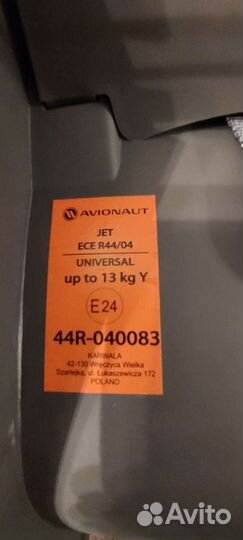 AVIONAUT
JET
ECE R44/04
UNIVERSAL
up to 13 kg Y
E 24
44R-040083
KARWALA
42-130 Wręczyca Wielka
Szarlejka, ul. Łukaszewicza 172
POLAND
Avito